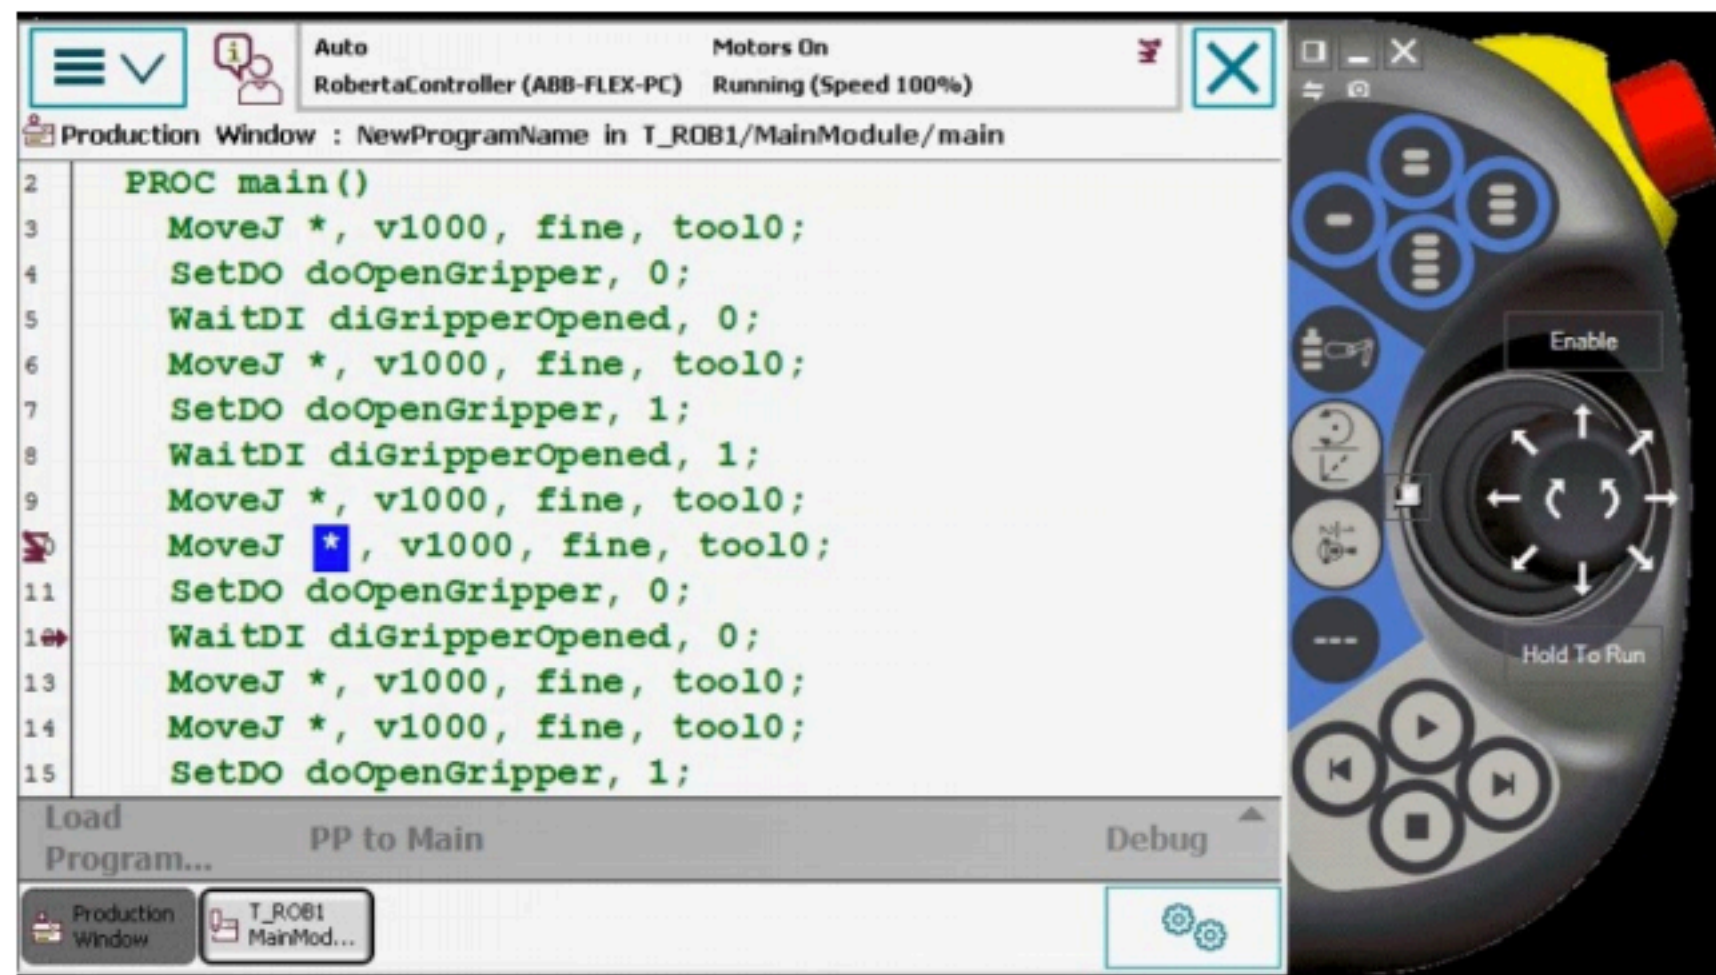 Auto
Motors On
RobertaController (ABB-FLEX-PC)
Running (Speed 100%)
Production Window : NewProgramName in T_ROB1/MainModule/main
2 PROC main()
3 MoveJ *, v1000, fine, tool0;
4 SetDO doOpenGripper, 0;
5 WaitDI diGripperOpened, 0;
6 MoveJ *, v1000, fine, tool0;
7 SetDO doOpenGripper, 1;
8 WaitDI diGripperOpened, 1;
9 MoveJ *, v1000, fine, tool0;
MoveJ *, v1000, fine, tool0;
11 SetDO doOpenGripper, 0;
WaitDI diGripperOpened, 0;
13 MoveJ *, v1000, fine, tool0;
14 MoveJ *, v1000, fine, tool0;
15 SetDO doOpenGripper, 1;
Load
Program...
PP to Main
Debug
Production
Window
T_ROB1
MainMod...
Enable
Hold To Run